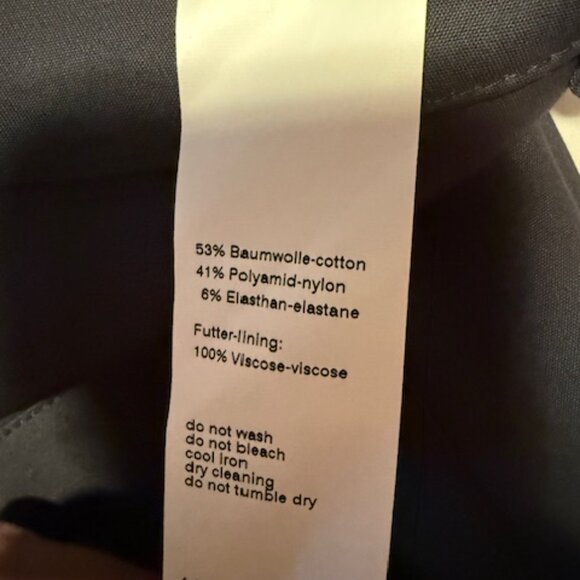 53% Baumwolle-cotton
41% Polyamid-nylon
6% Elasthan-elastane
Futter-lining:
100% Viscose-viscose
do not wash
do not bleach
cool iron
dry cleaning
do not tumble dry